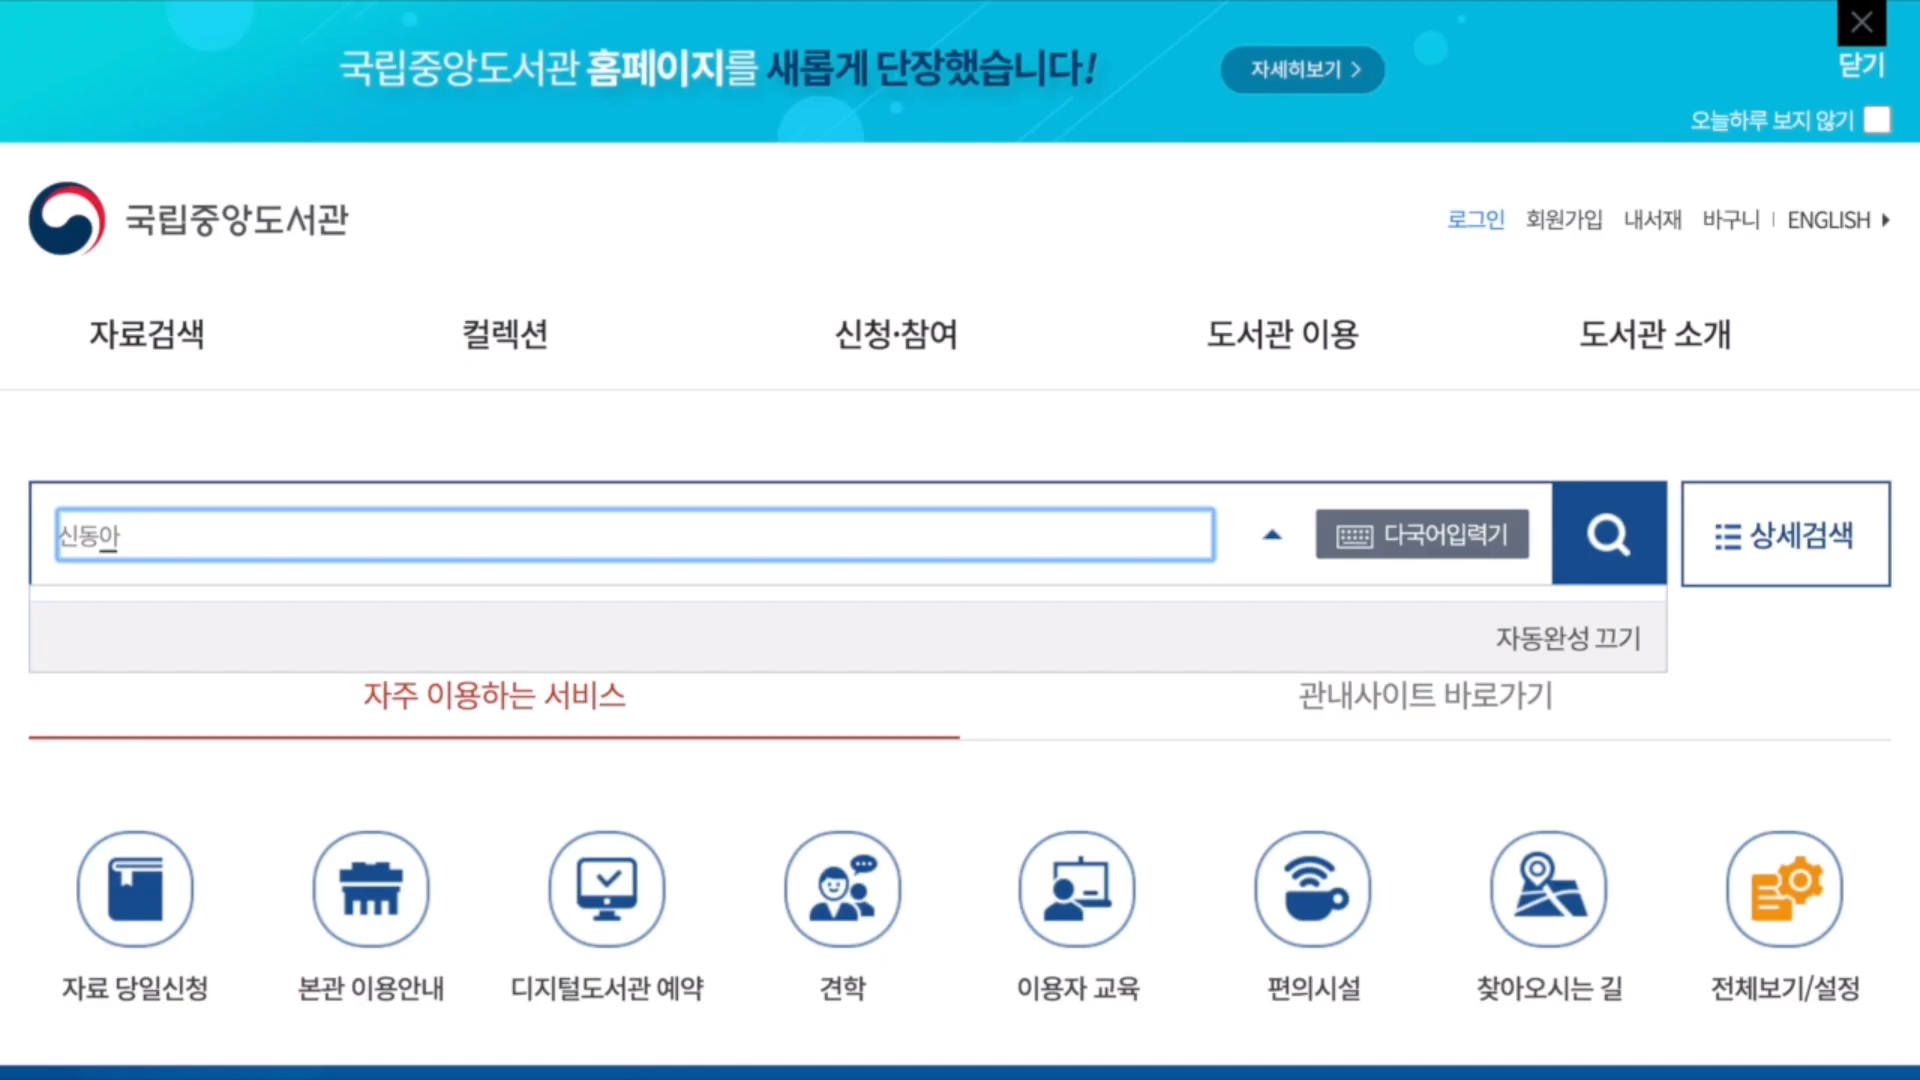 국립중앙도서관 홈페이지를 새롭게 단장했습니다!
자세히보기
닫기
오늘하루 보지 않기
국립중앙도서관
로그인 회원가입 내서재 바구니 ENGLISH
자료검색 컬렉션 신청·참여 도서관 이용 도서관 소개
신동아
다국어입력기
상세검색
자동완성 끄기
자주 이용하는 서비스 관내사이트 바로가기
자료 당일신청 본관 이용안내 디지털도서관 예약 견학 이용자 교육 편의시설 찾아오시는 길 전체보기/설정